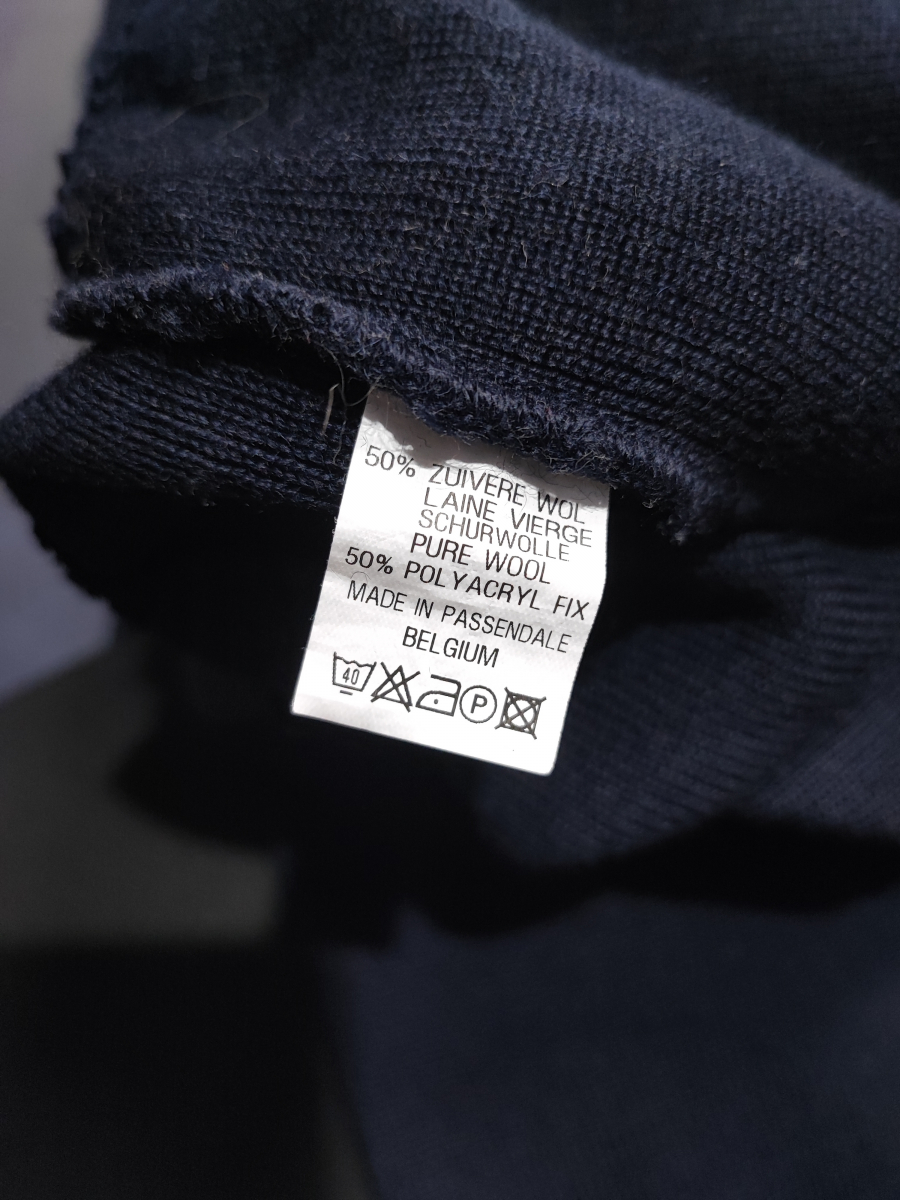 50% ZUIVERE WOL
LAINE VIERGE
SCHURWOLLE
PURE WOOL
50% POLYACRYL FIX
MADE IN PASSENDALE
BELGIUM
40 P